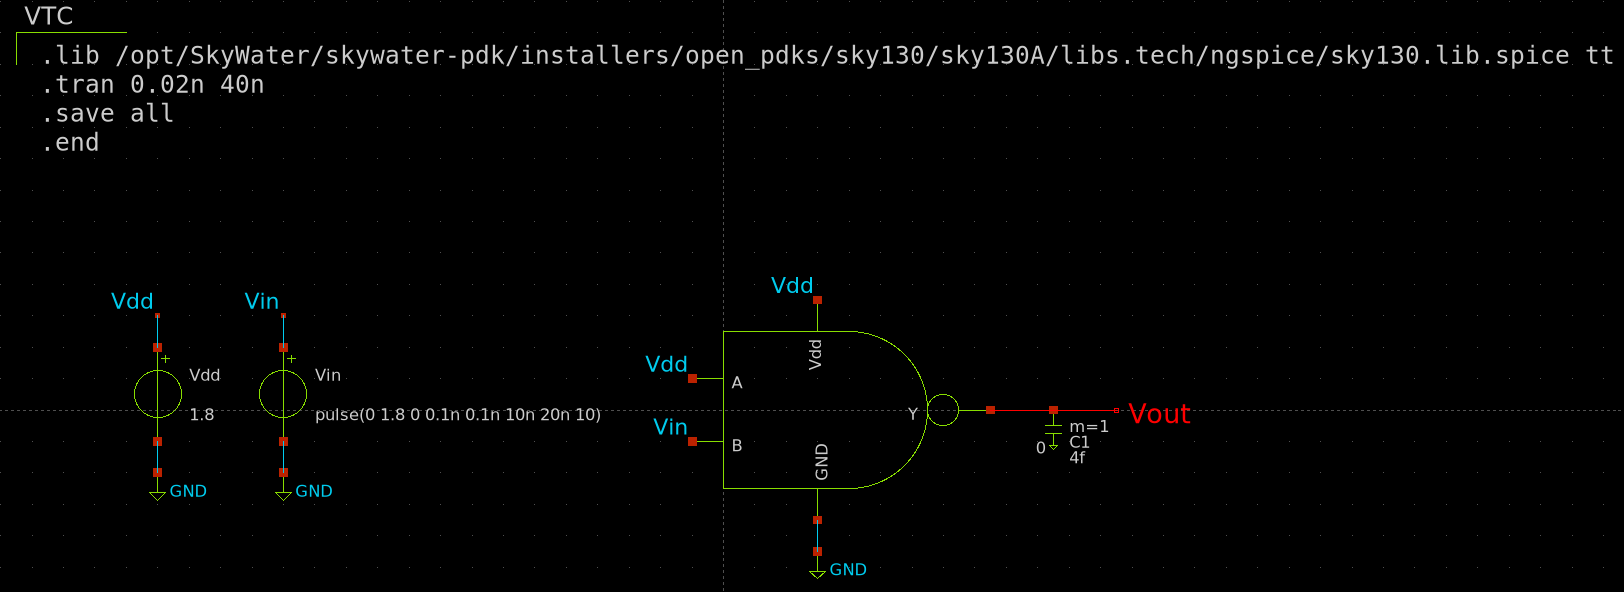 VTC
.lib /opt/SkyWater/skywater-pdk/installers/open_pdks/sky130/sky130A/libs.tech/ngspice/sky130.lib.spice tt
.tran 0.02n 40n
.save all
.end
Vdd
Vdd
Vin
+
+
Vdd
Vdd
Vin
A
1.8
pulse(0 1.8 0 0.1n 0.1n 10n 20n 10)
Vdd
Y
Vout
Vin
m=1
B
0
C1
4f
GND
GND
GND
GND